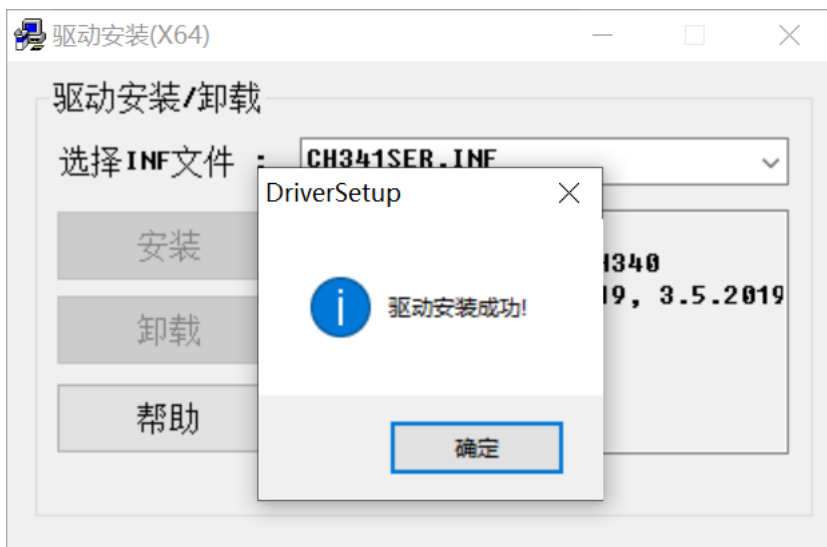 驱动安装(X64)
驱动安装/卸载
选择INF文件 :
CH341SER.INF
DriverSetup
安装
H340
19, 3.5.2019
驱动安装成功!
卸载
帮助
确定